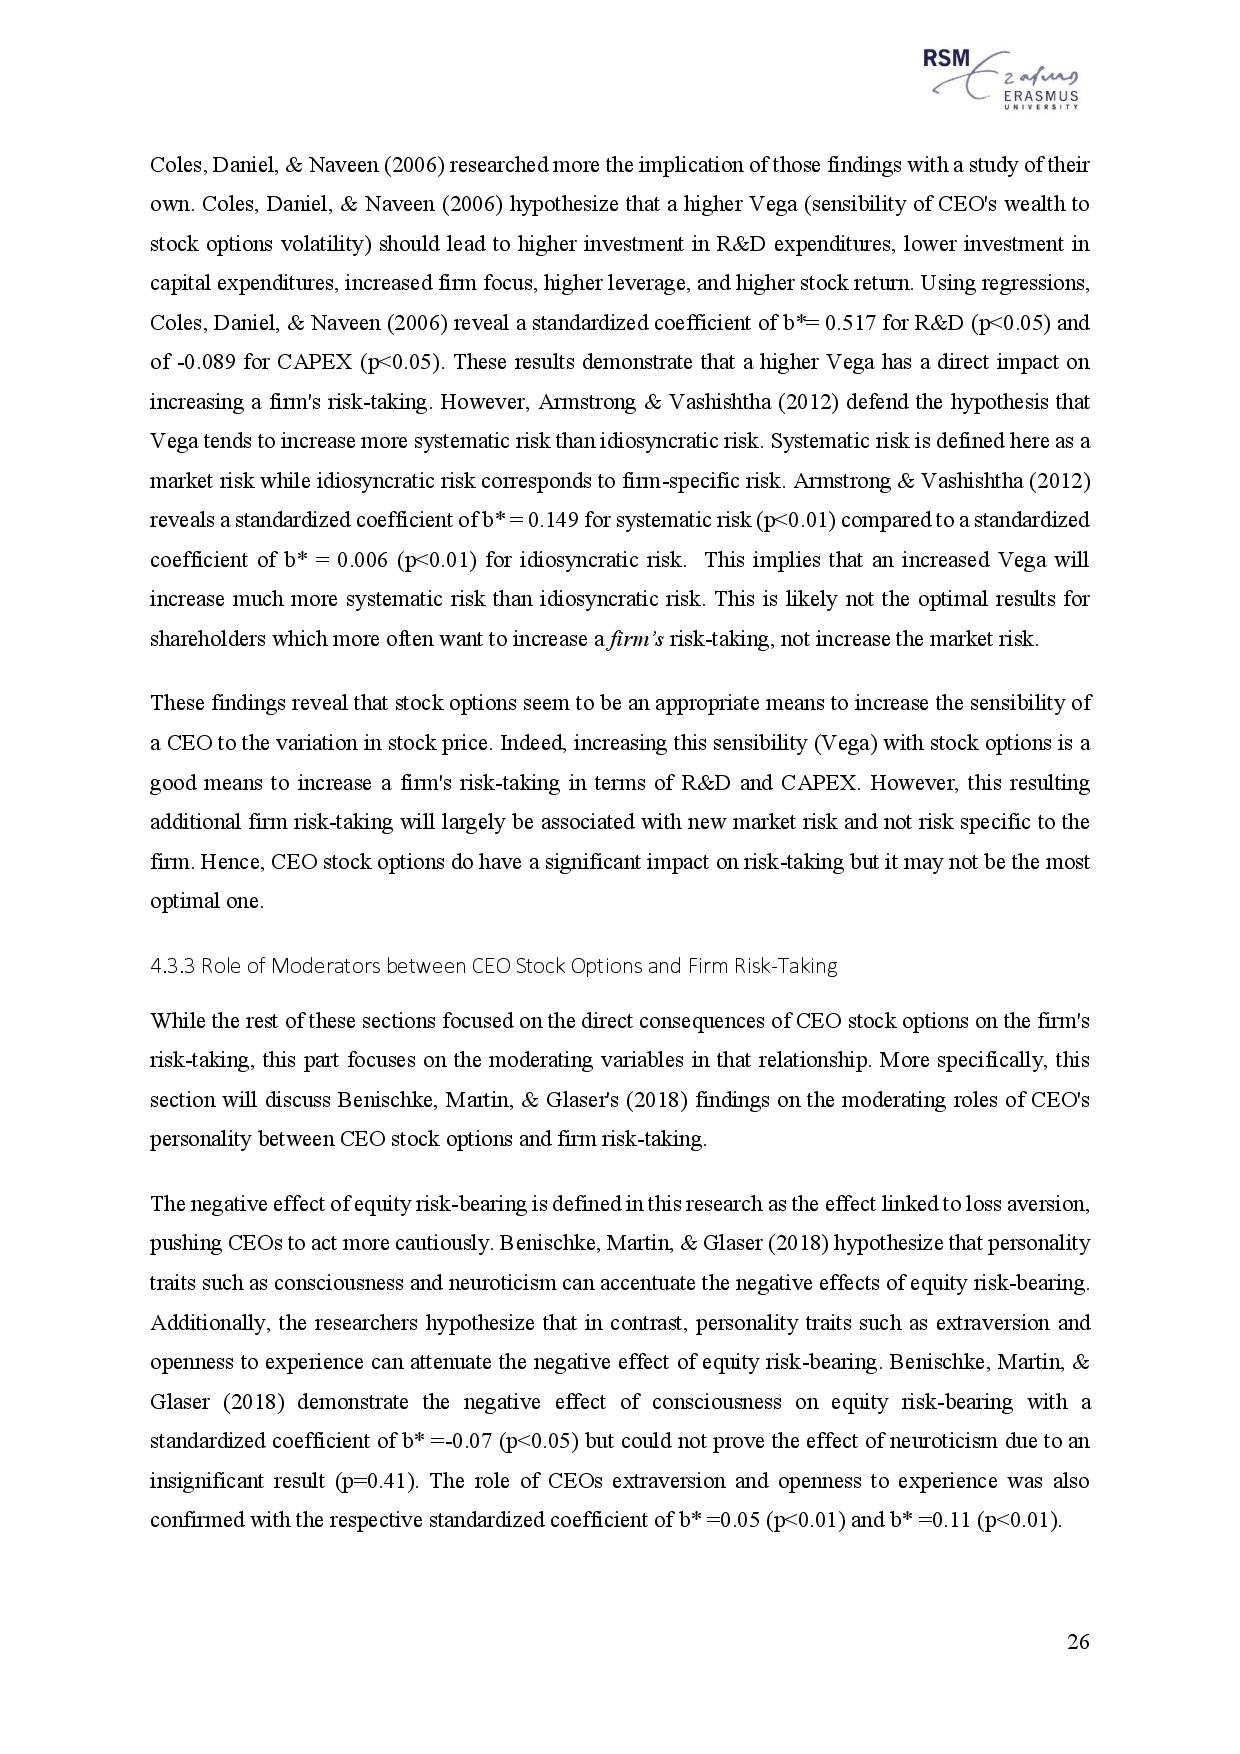 RSM
Erasmus
ERASMUS
UNIVERSITY
Coles, Daniel, & Naveen (2006) researched more the implication of those findings with a study of their
own. Coles, Daniel, & Naveen (2006) hypothesize that a higher Vega (sensibility of CEO's wealth to
stock options volatility) should lead to higher investment in R&D expenditures, lower investment in
capital expenditures, increased firm focus, higher leverage, and higher stock return. Using regressions,
Coles, Daniel, & Naveen (2006) reveal a standardized coefficient of b*= 0.517 for R&D (p<0.05) and
of -0.089 for CAPEX (p<0.05). These results demonstrate that a higher Vega has a direct impact on
increasing a firm's risk-taking. However, Armstrong & Vashishtha (2012) defend the hypothesis that
Vega tends to increase more systematic risk than idiosyncratic risk. Systematic risk is defined here as a
market risk while idiosyncratic risk corresponds to firm-specific risk. Armstrong & Vashishtha (2012)
reveals a standardized coefficient of b* = 0.149 for systematic risk (p<0.01) compared to a standardized
coefficient of b* = 0.006 (p<0.01) for idiosyncratic risk. This implies that an increased Vega will
increase much more systematic risk than idiosyncratic risk. This is likely not the optimal results for
shareholders which more often want to increase a firm's risk-taking, not increase the market risk.
These findings reveal that stock options seem to be an appropriate means to increase the sensibility of
a CEO to the variation in stock price. Indeed, increasing this sensibility (Vega) with stock options is a
good means to increase a firm's risk-taking in terms of R&D and CAPEX. However, this resulting
additional firm risk-taking will largely be associated with new market risk and not risk specific to the
firm. Hence, CEO stock options do have a significant impact on risk-taking but it may not be the most
optimal one.
4.3.3 Role of Moderators between CEO Stock Options and Firm Risk-Taking
While the rest of these sections focused on the direct consequences of CEO stock options on the firm's
risk-taking, this part focuses on the moderating variables in that relationship. More specifically, this
section will discuss Benischke, Martin, & Glaser's (2018) findings on the moderating roles of CEO's
personality between CEO stock options and firm risk-taking.
The negative effect of equity risk-bearing is defined in this research as the effect linked to loss aversion,
pushing CEOs to act more cautiously. Benischke, Martin, & Glaser (2018) hypothesize that personality
traits such as consciousness and neuroticism can accentuate the negative effects of equity risk-bearing.
Additionally, the researchers hypothesize that in contrast, personality traits such as extraversion and
openness to experience can attenuate the negative effect of equity risk-bearing. Benischke, Martin, &
Glaser (2018) demonstrate the negative effect of consciousness on equity risk-bearing with a
standardized coefficient of b* =-0.07 (p<0.05) but could not prove the effect of neuroticism due to an
insignificant result (p=0.41). The role of CEOs extraversion and openness to experience was also
confirmed with the respective standardized coefficient of b* =0.05 (p<0.01) and b* =0.11 (p<0.01).
26